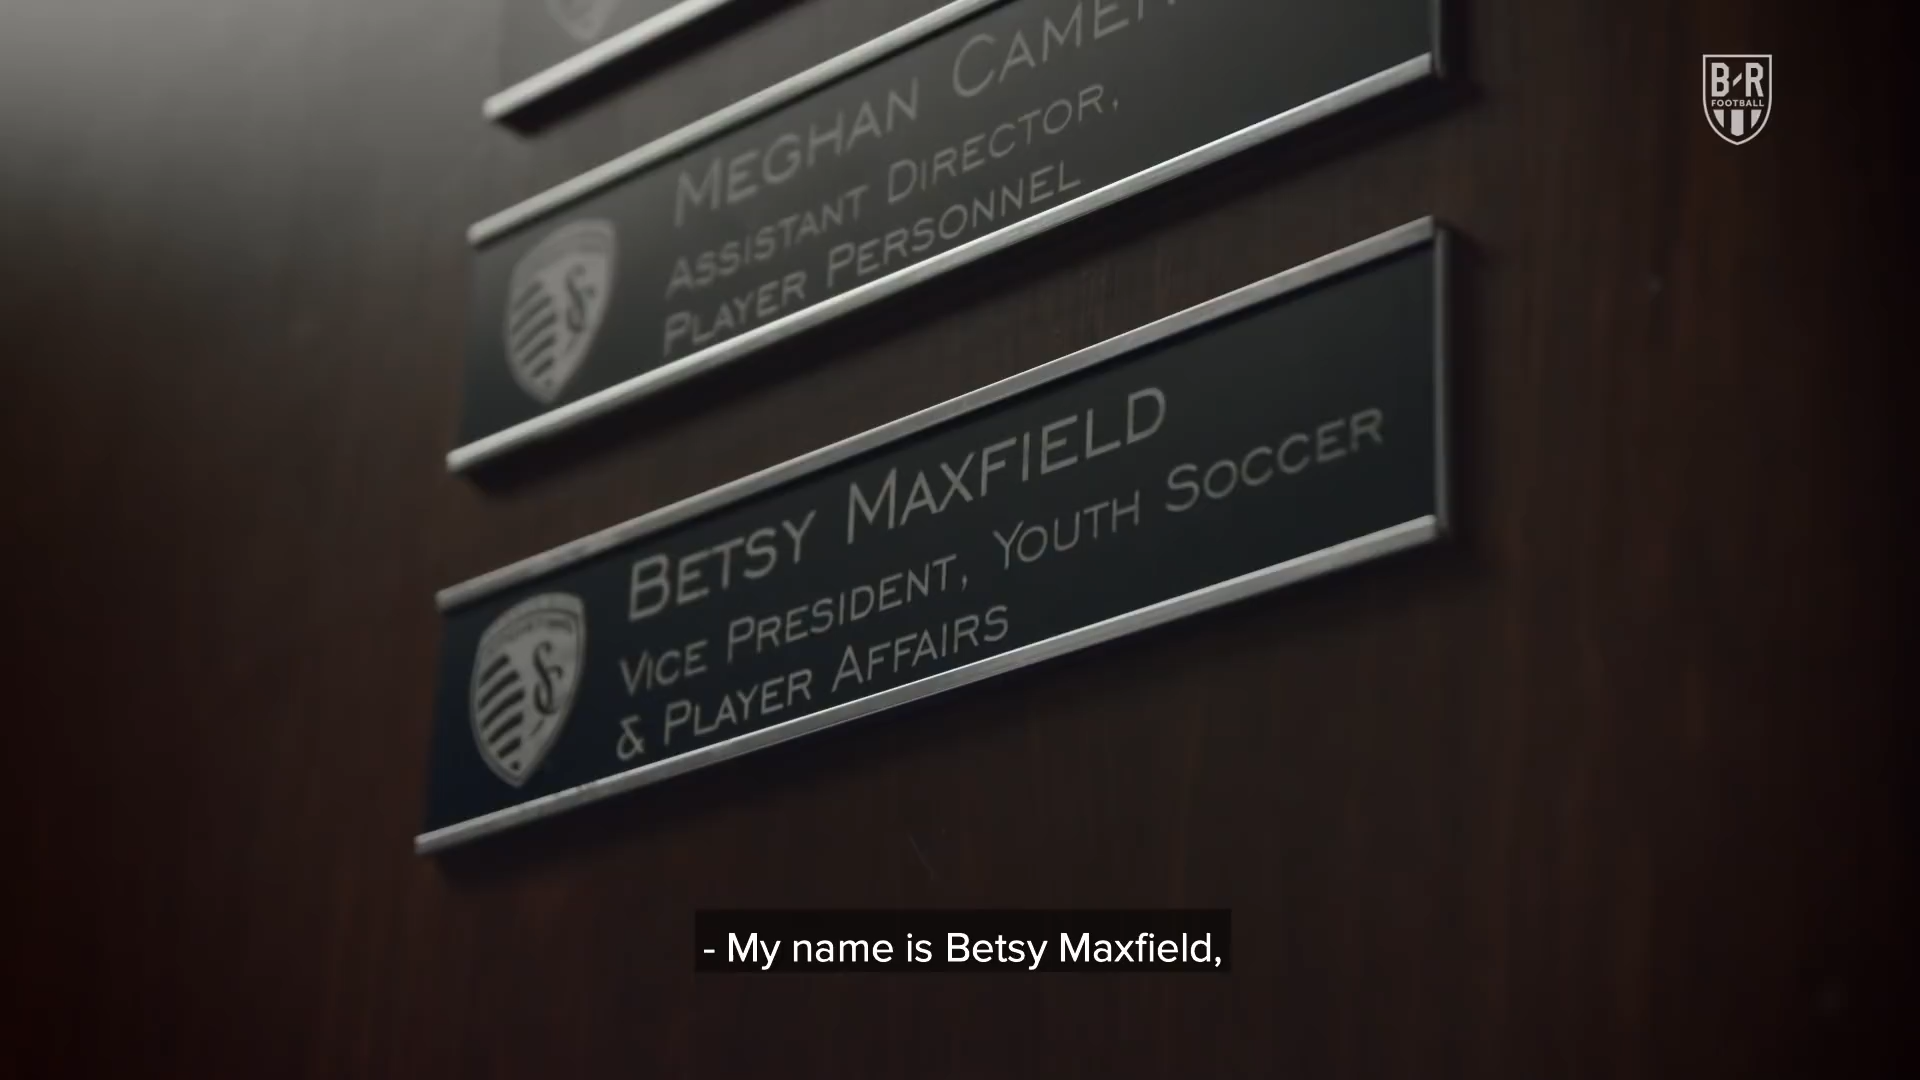 MEGHAN
ASSISTANT DIRECTOR,
PLAYER PERSONNEL
BETSY MAXFIELD
VICE PRESIDENT, YOUTH SOCCER
& PLAYER AFFAIRS
B-R
FOOTBALL
- My name is Betsy Maxfield,